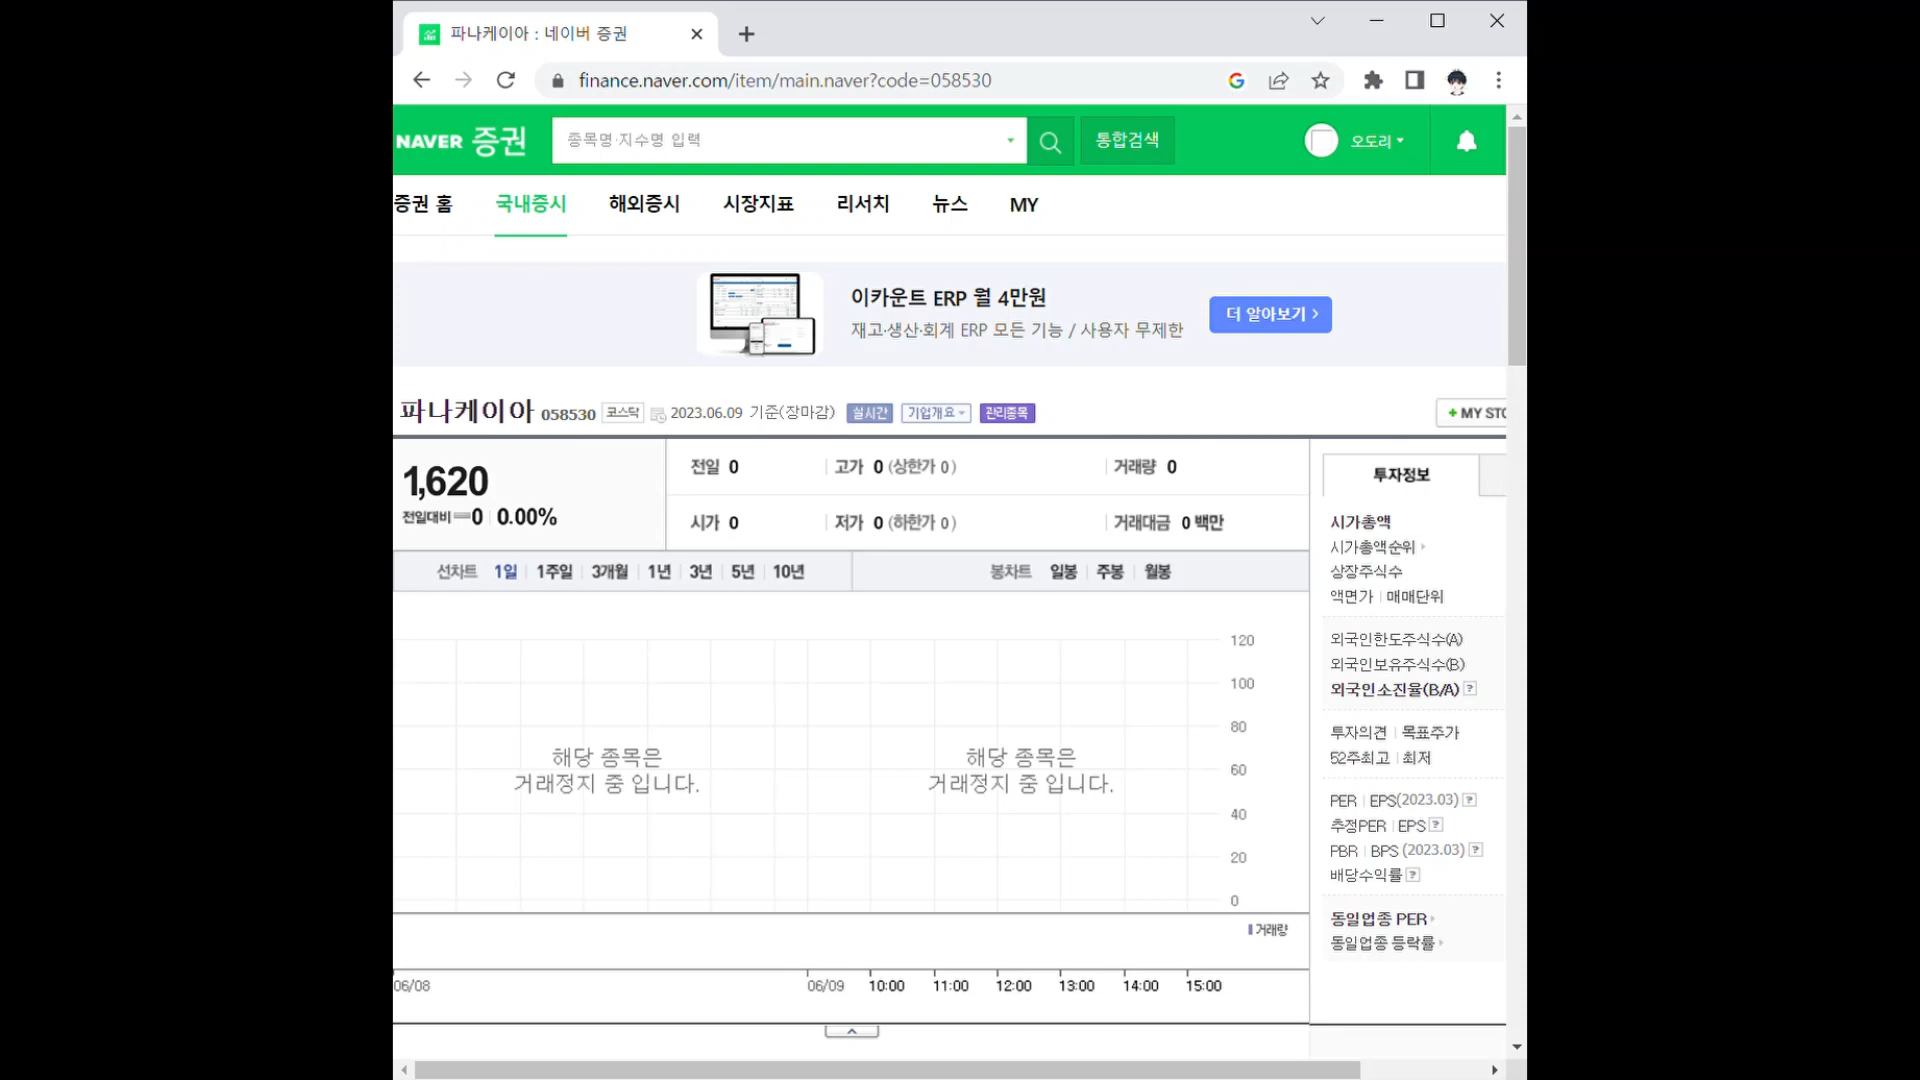 파나케이아 : 네이버 증권
finance.naver.com/item/main.naver?code=058530
NAVER 증권
종목명·지수명 입력
통합검색
오도리
증권 홈 국내증시 해외증시 시장지표 리서치 뉴스 MY
이카운트 ERP 월 4만원
재고·생산·회계 ERP 모든 기능 / 사용자 무제한
더 알아보기 >
파나케이아 058530 코스닥 2023.06.09 기준(장마감) 실시간 기업개요 관리종목
+ MY STO
1,620
전일대비 0 0.00%
전일 0 고가 0 (상한가 0) 거래량 0
시가 0 저가 0 (하한가 0) 거래대금 0 백만
선차트 1일 1주일 3개월 1년 3년 5년 10년
봉차트 일봉 주봉 월봉
해당 종목은
거래정지 중 입니다.
해당 종목은
거래정지 중 입니다.
120
100
80
60
40
20
0
거래량
06/08 06/09 10:00 11:00 12:00 13:00 14:00 15:00
투자정보
시가총액
시가총액순위
상장주식수
액면가 | 매매단위
외국인한도주식수(A)
외국인보유주식수(B)
외국인소진율(B/A) ?
투자의견 | 목표주가
52주최고 | 최저
PER | EPS(2023.03) ?
추정PER | EPS ?
PBR | BPS (2023.03) ?
배당수익률 ?
동일업종 PER
동일업종 등락률